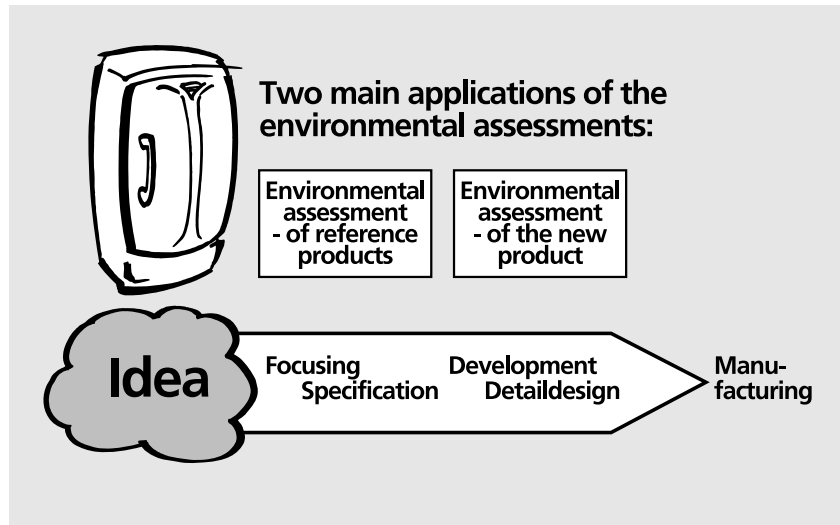 Two main applications of the
environmental assessments:
Environmental
assessment
- of reference
products
Environmental
assessment
- of the new
product
Idea
Focusing
Specification
Development
Detaildesign
Manu-
facturing